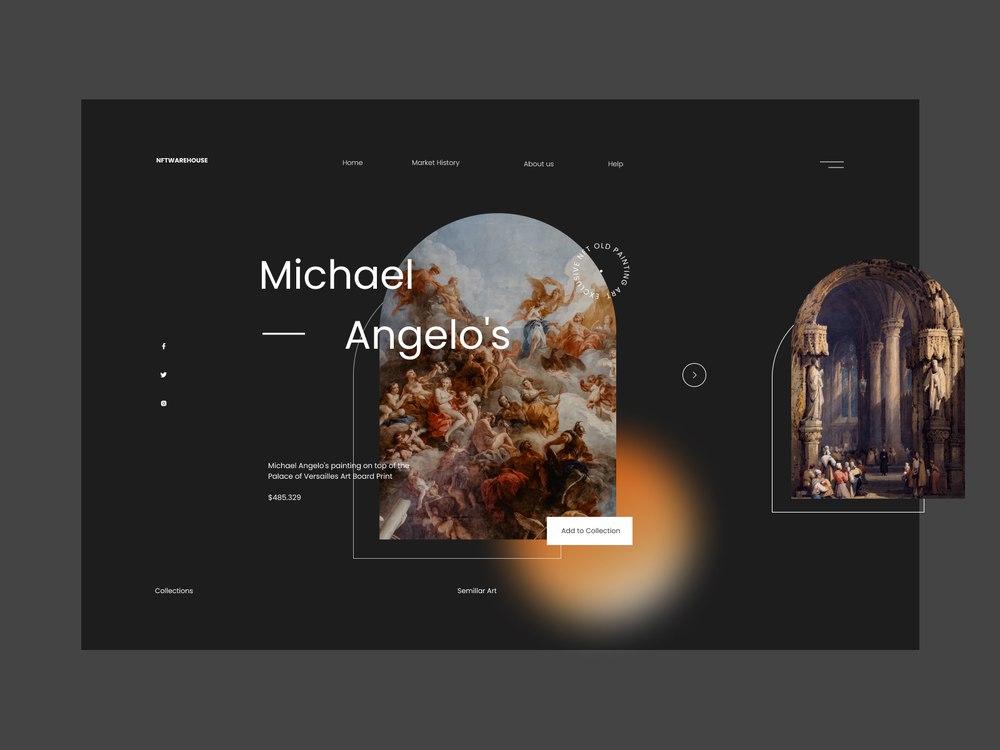 NFTWAREHOUSE
Home
Market History
About us
Help
EXCLUSIVE NFT OLD PAINTING ART
Michael
Angelo's
Michael Angelo's painting on top of the
Palace of Versailles Art Board Print
$485.329
Add to Collection
Collections
Semillar Art